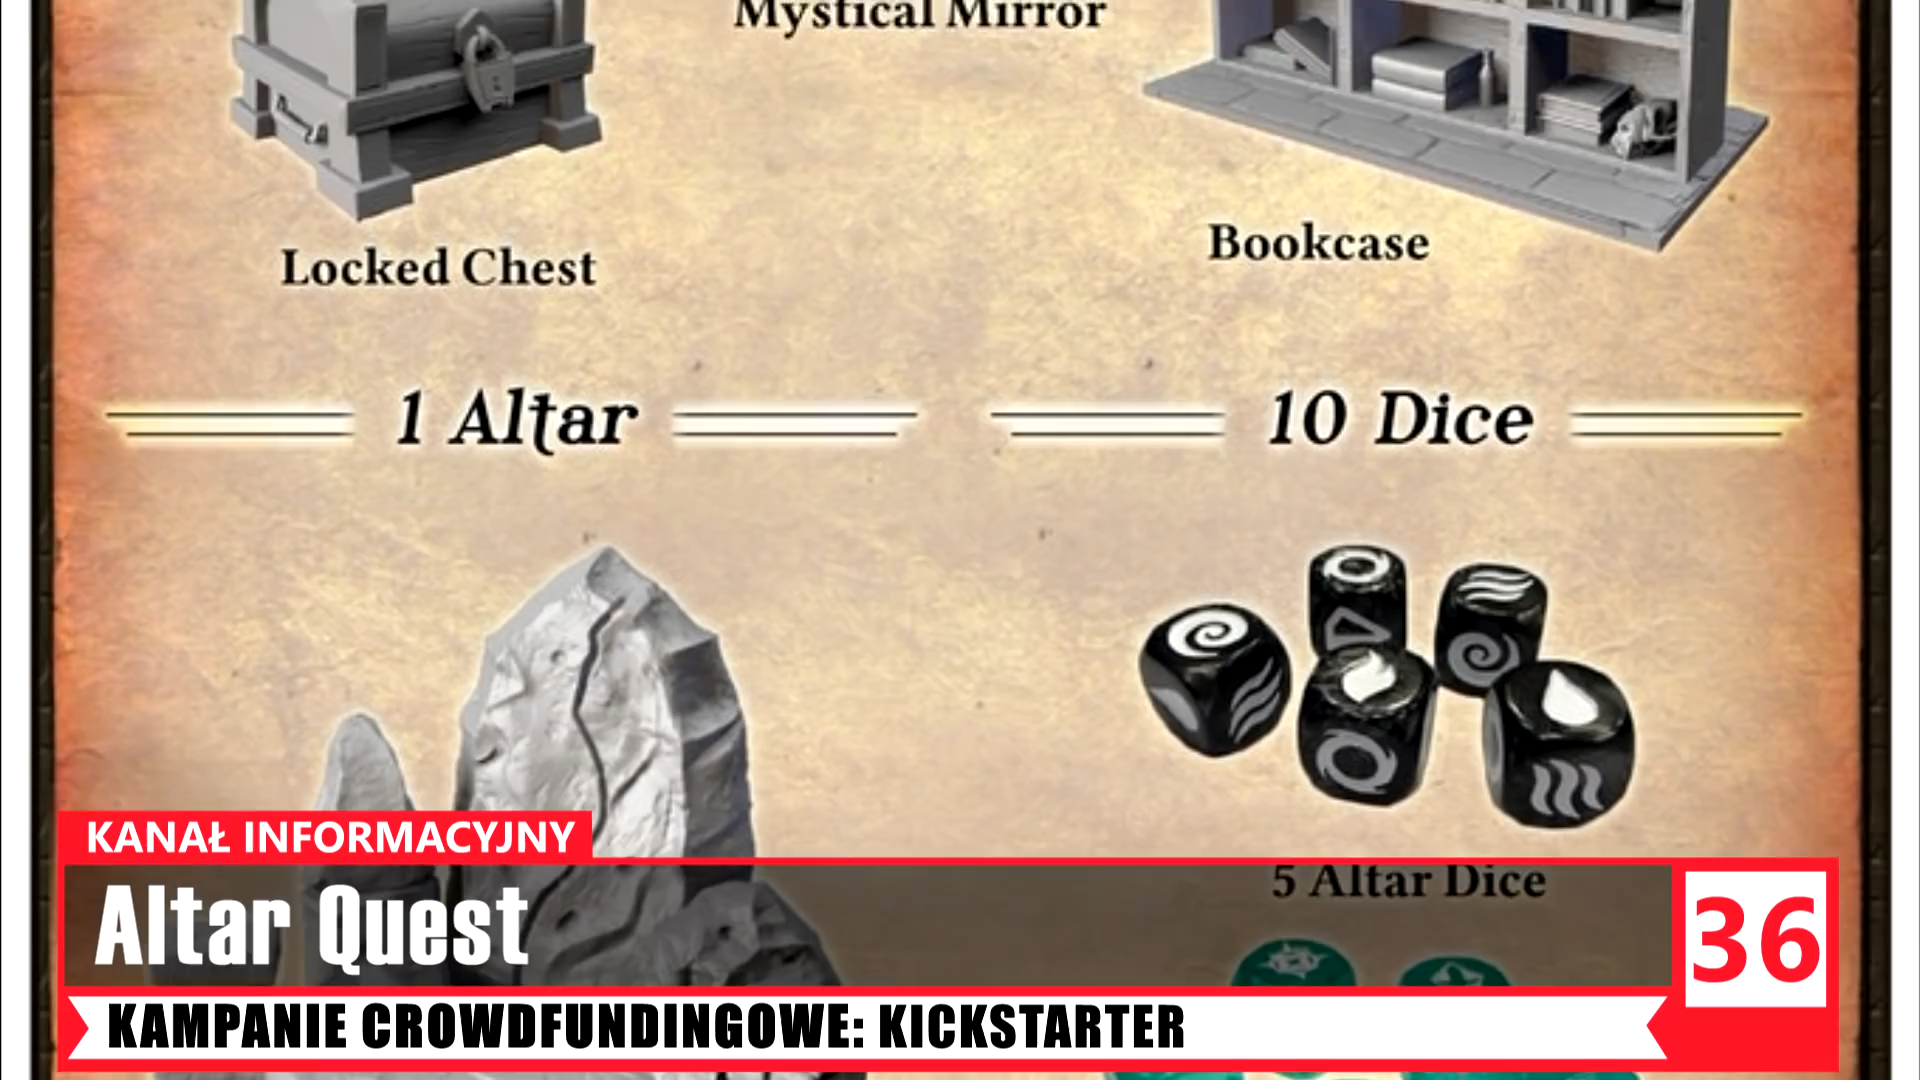 Mystical Mirror
Locked Chest
Bookcase
1 Altar
10 Dice
5 Altar Dice
KANAŁ INFORMACYJNY
Altar Quest
36
KAMPANIE CROWDFUNDINGOWE: KICKSTARTER